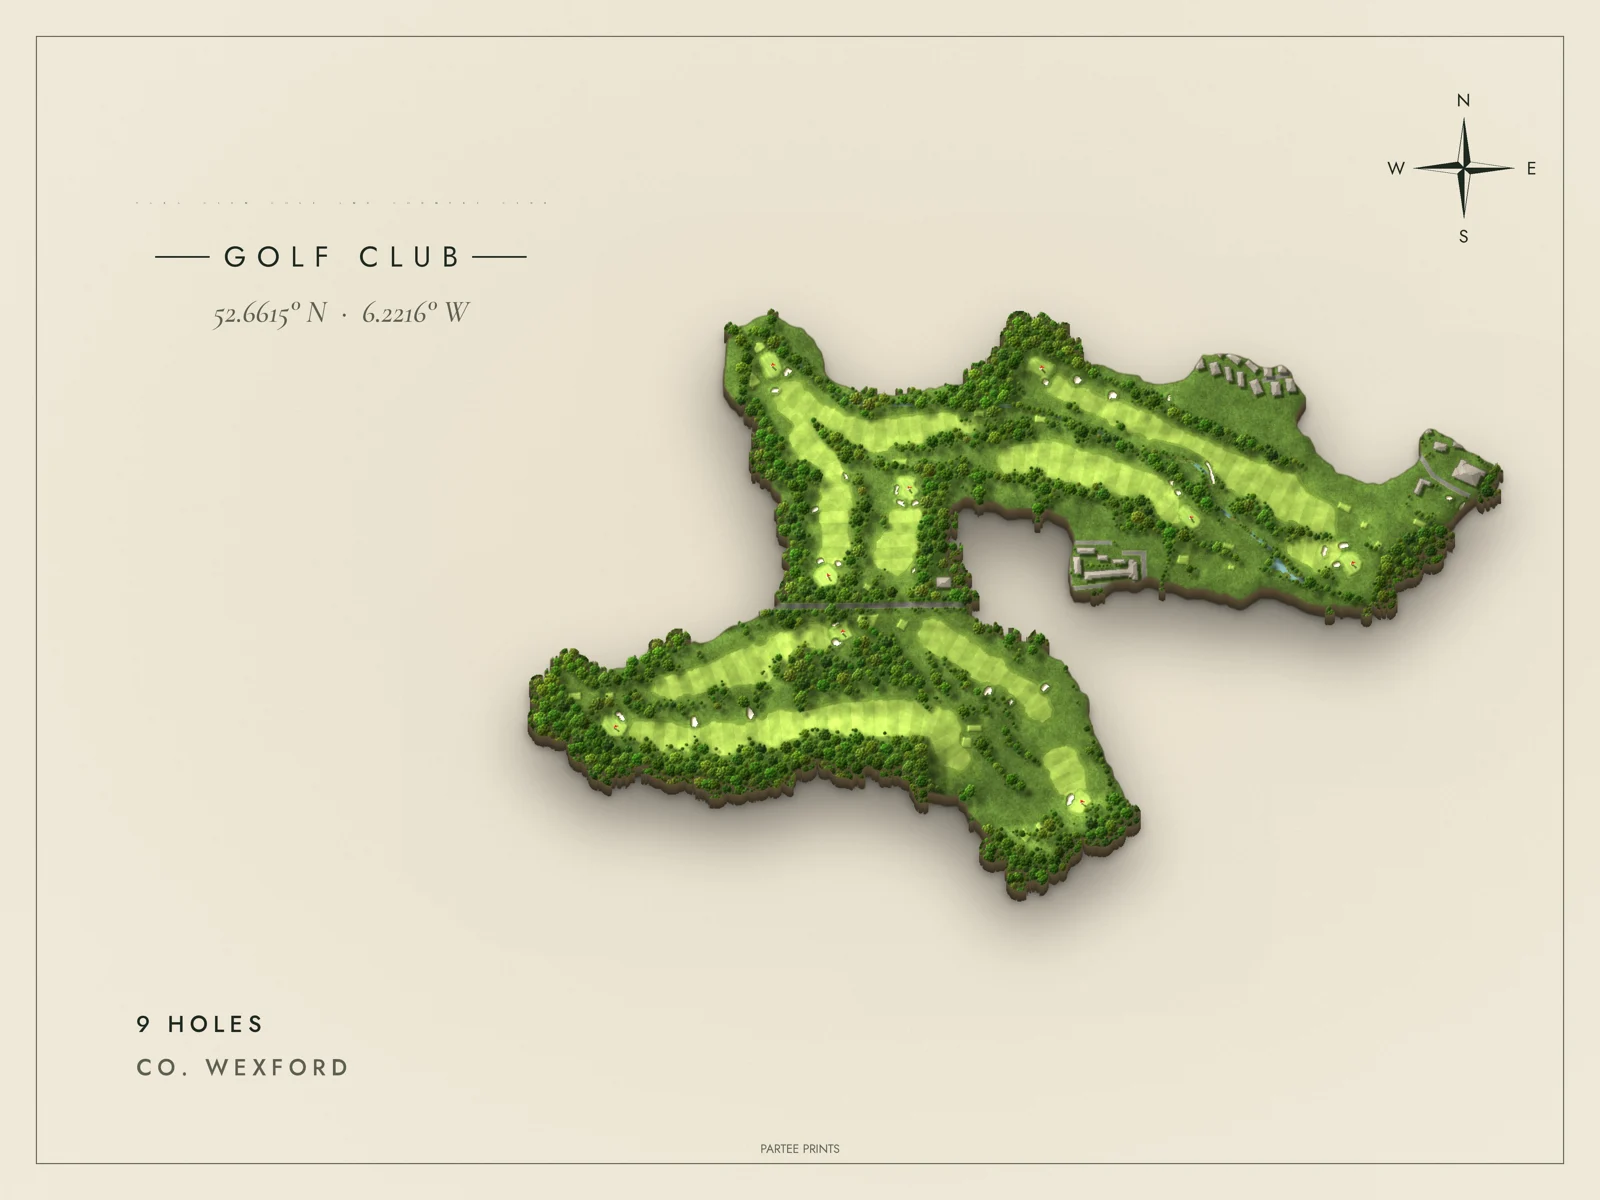 GOLF CLUB
52.6615° N · 6.2216° W
N
W E
S
9 HOLES
CO. WEXFORD
PARTEE PRINTS